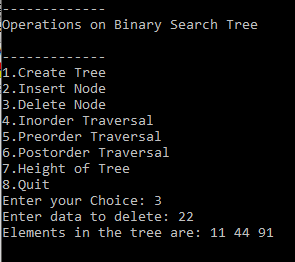 -------------
Operations on Binary Search Tree
-------------
1.Create Tree
2.Insert Node
3.Delete Node
4.Inorder Traversal
5.Preorder Traversal
6.Postorder Traversal
7.Height of Tree
8.Quit
Enter your Choice: 3
Enter data to delete: 22
Elements in the tree are: 11 44 91